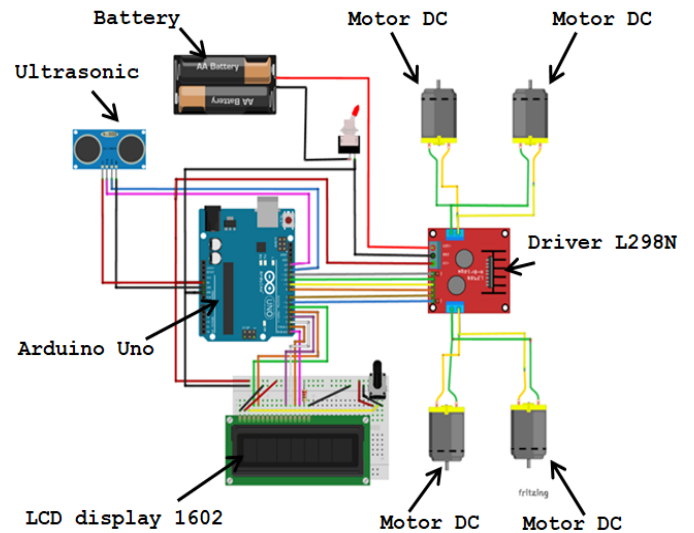 Battery
Motor DC
Motor DC
Ultrasonic
AA Battery
AA Battery
Driver L298N
UNO
Arduino Uno
LCD display 1602
Motor DC
Motor DC
fritzing